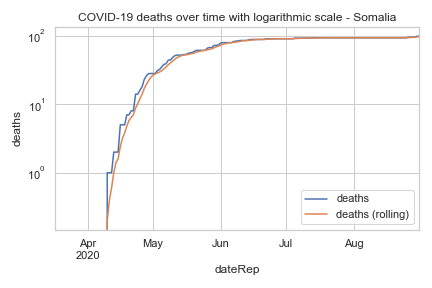 COVID-19 deaths over time with logarithmic scale - Somalia
10²
10¹
10⁰
deaths
deaths
deaths (rolling)
Apr May Jun Jul Aug
2020
dateRep